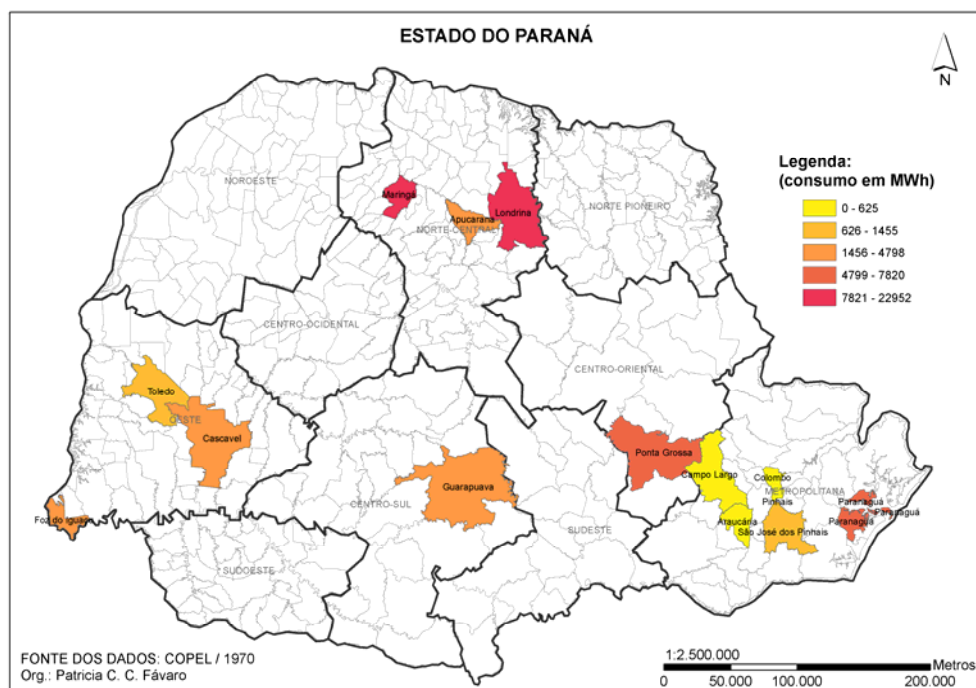 ESTADO DO PARANÁ
N
Legenda:
(consumo em MWh)
0 - 625
626 - 1455
1456 - 4798
4799 - 7820
7821 - 22952
NOROESTE
Maringá
Londrina
Apucarana
NORTE-CENTRAL
NORTE PIONEIRO
CENTRO-OCIDENTAL
CENTRO-ORIENTAL
Toledo
OESTE
Cascavel
Ponta Grossa
Campo Largo
Colombo
METROPOLITANA
Pinhais
Paranaguá
Paranaguá
Paranaguá
Guarapuava
CENTRO-SUL
Araucária
São José dos Pinhais
Foz do Iguaçu
SUDESTE
SUDOESTE
FONTE DOS DADOS: COPEL / 1970
Org.: Patricia C. C. Fávaro
1:2.500.000
Metros
0 50.000 100.000 200.000